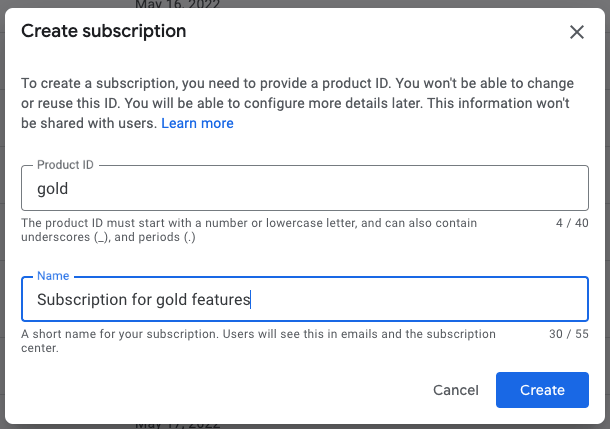 May 16, 2022
Create subscription
To create a subscription, you need to provide a product ID. You won't be able to change
or reuse this ID. You will be able to configure more details later. This information won't
be shared with users. Learn more
Product ID
gold
The product ID must start with a number or lowercase letter, and can also contain
underscores (_), and periods (.)
4 / 40
Name
Subscription for gold features
A short name for your subscription. Users will see this in emails and the subscription
center.
30 / 55
Cancel
Create
May 17, 2022